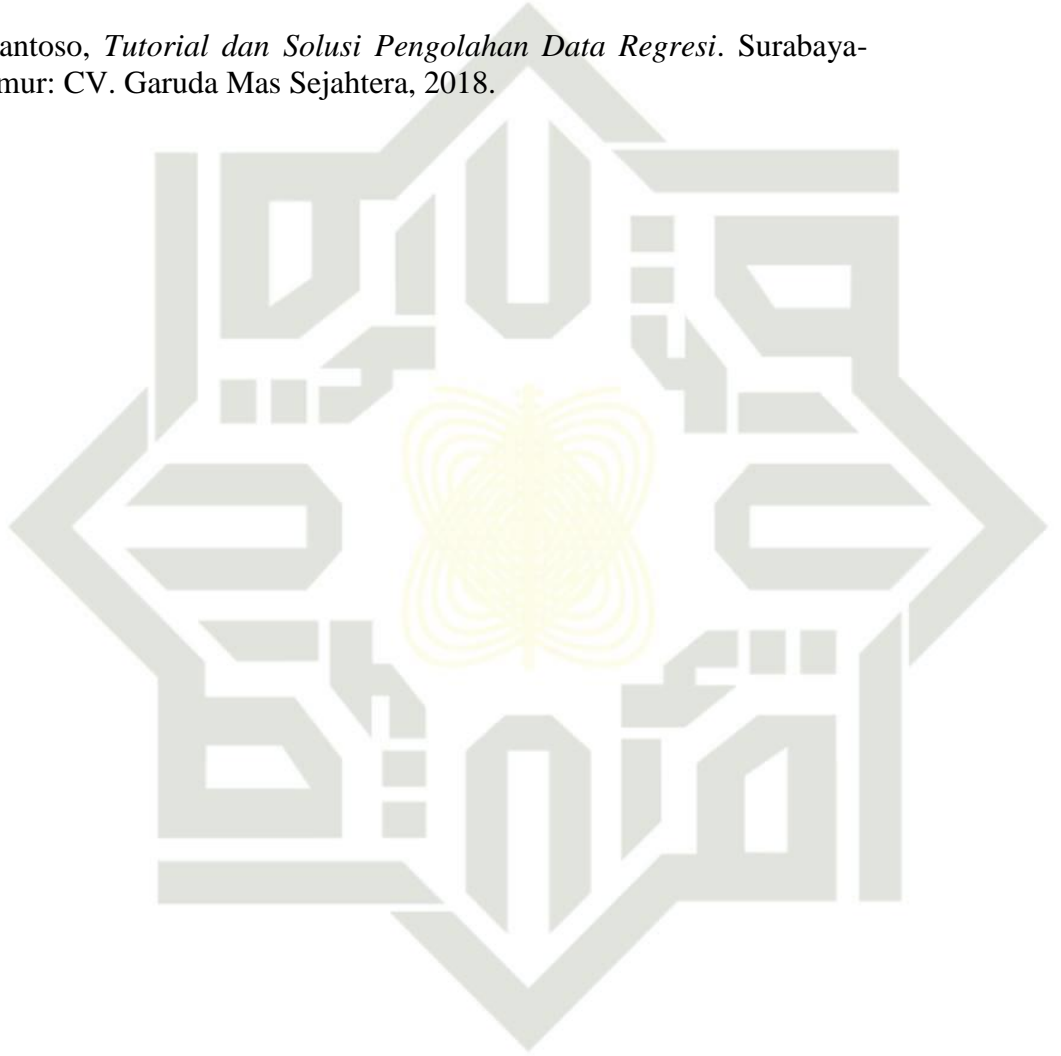 antoso, Tutorial dan Solusi Pengolahan Data Regresi. Surabaya-
mur: CV. Garuda Mas Sejahtera, 2018.